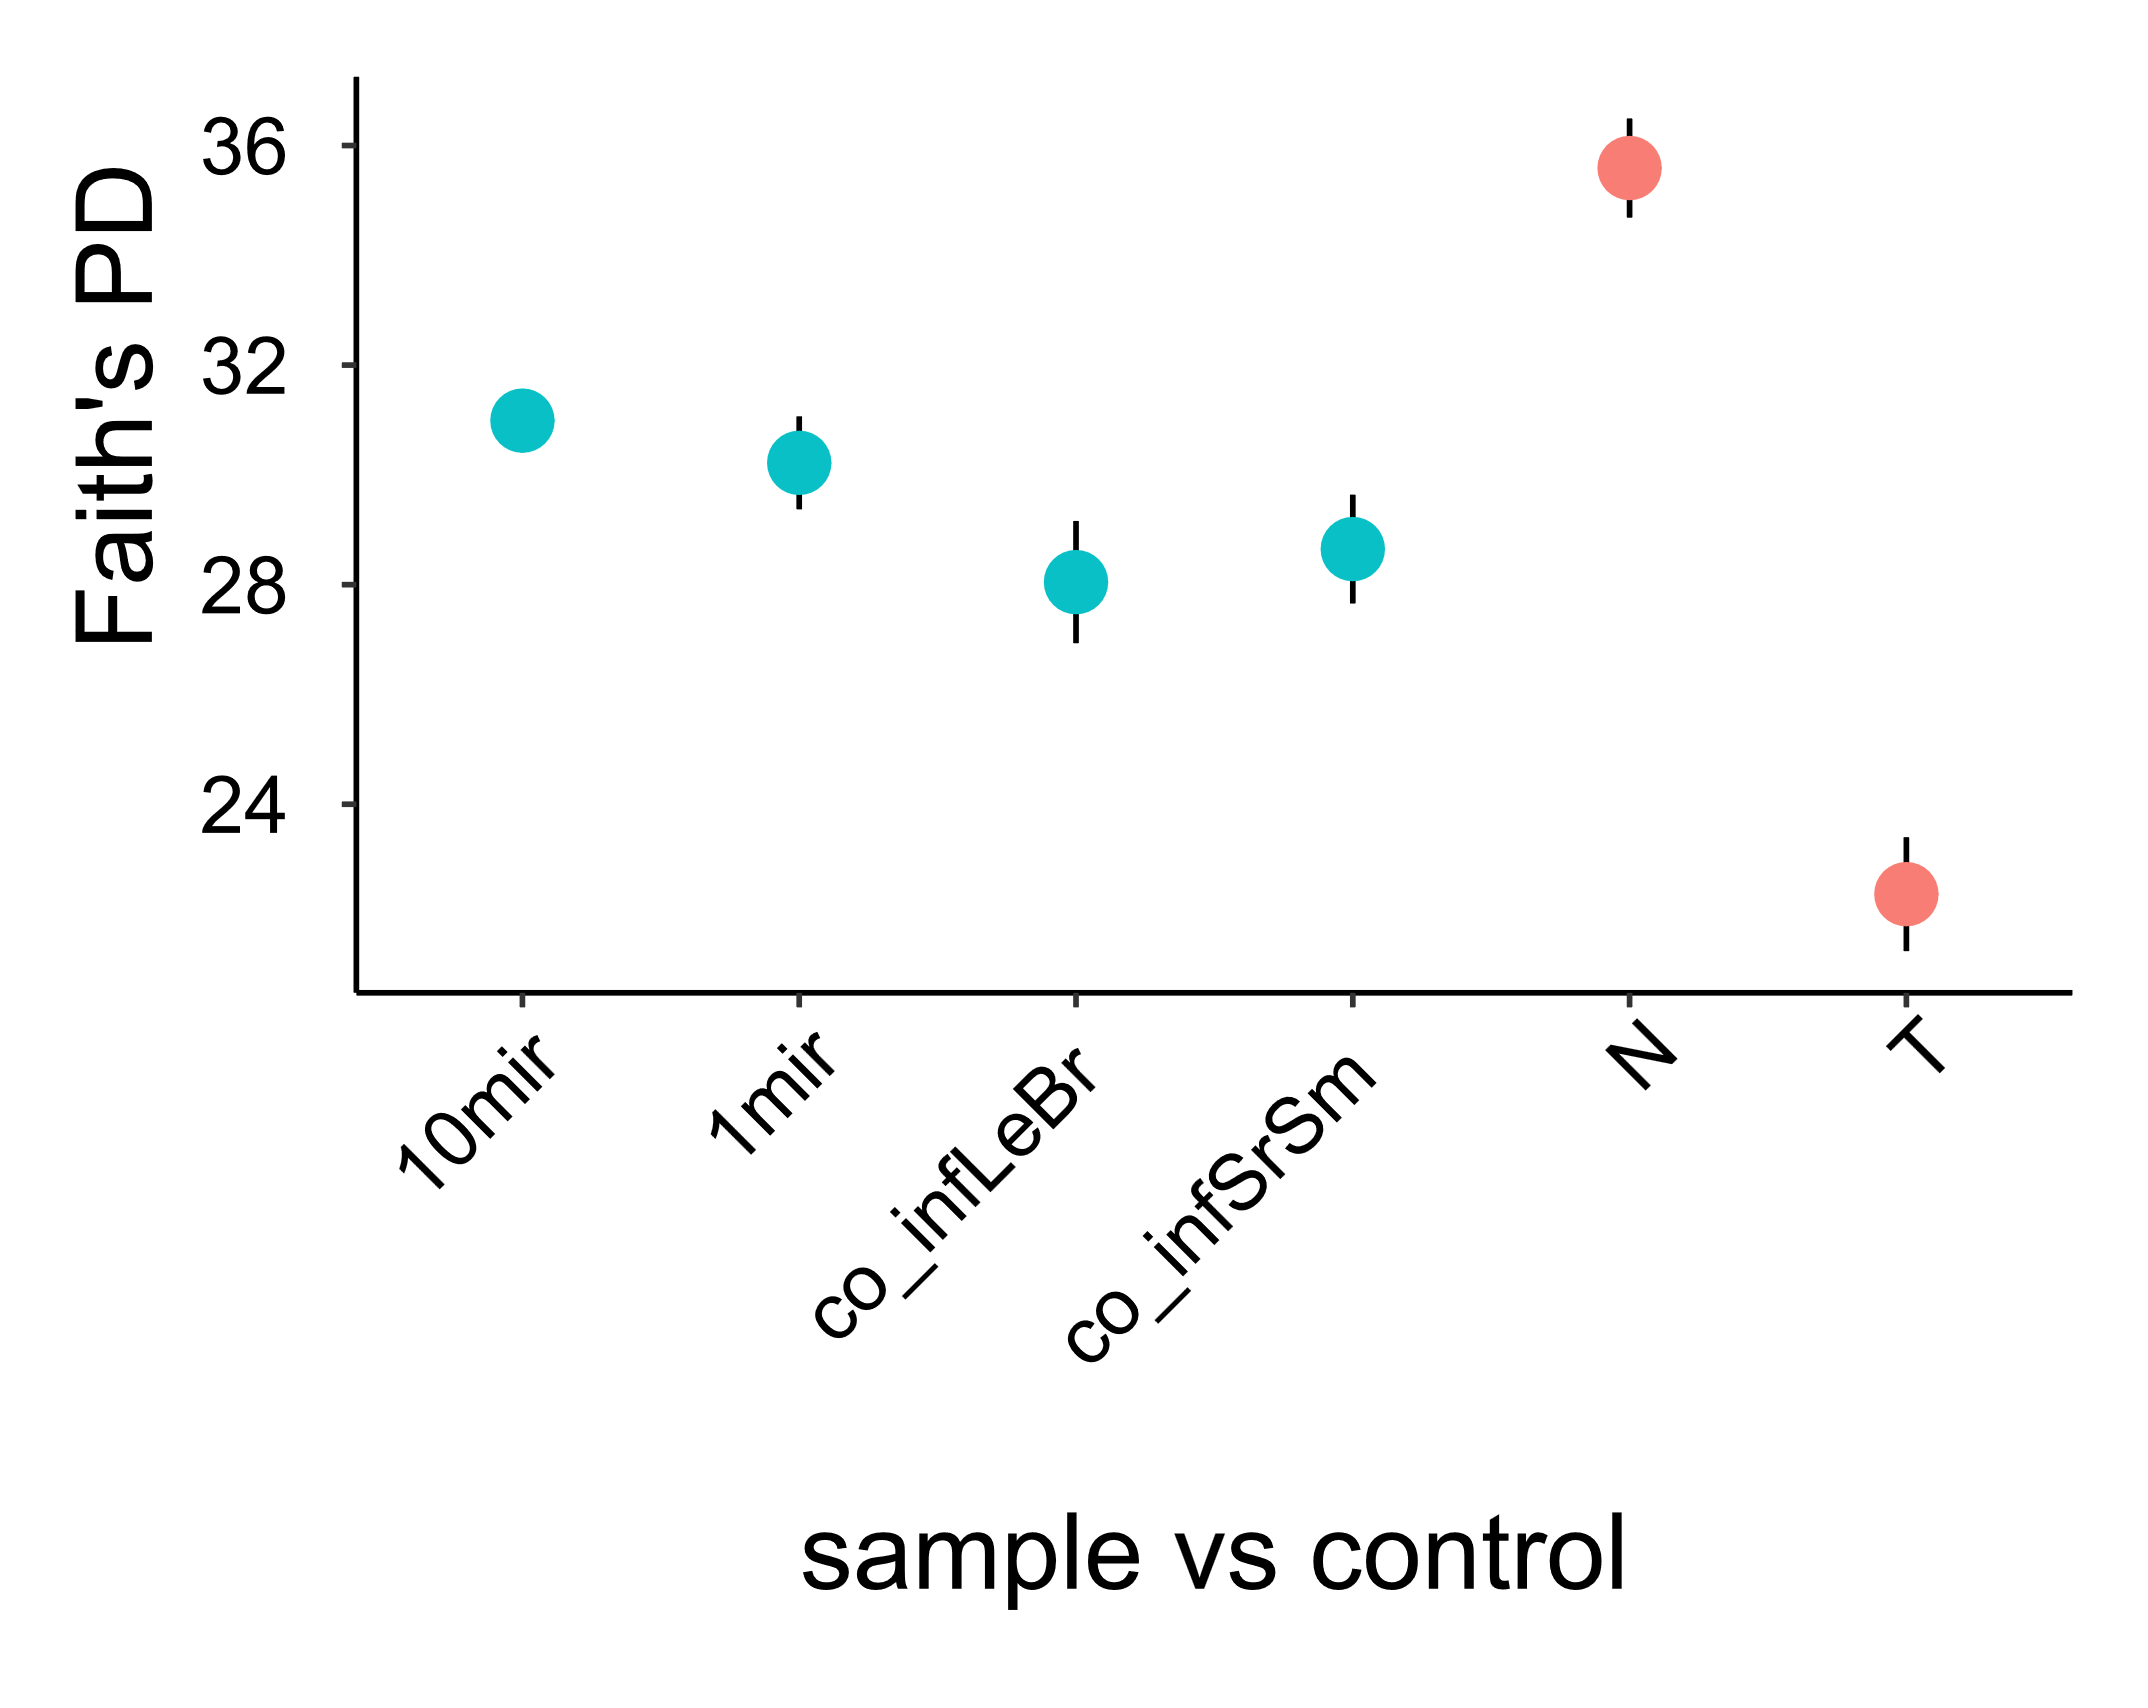 Faith's PD
36
32
28
24
10mir
1mir
co_infLeBr
co_infSrSm
N
T
sample vs control